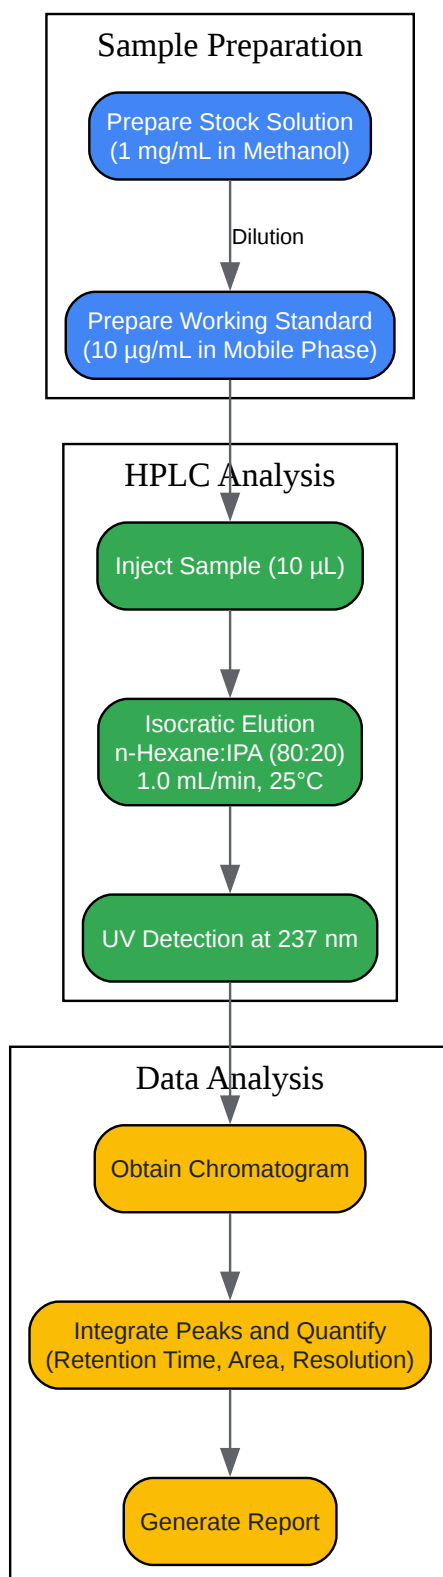 Sample Preparation
Prepare Stock Solution
(1 mg/mL in Methanol)
Dilution
Prepare Working Standard
(10 µg/mL in Mobile Phase)
HPLC Analysis
Inject Sample (10 µL)
Isocratic Elution
n-Hexane:IPA (80:20)
1.0 mL/min, 25°C
UV Detection at 237 nm
Data Analysis
Obtain Chromatogram
Integrate Peaks and Quantify
(Retention Time, Area, Resolution)
Generate Report